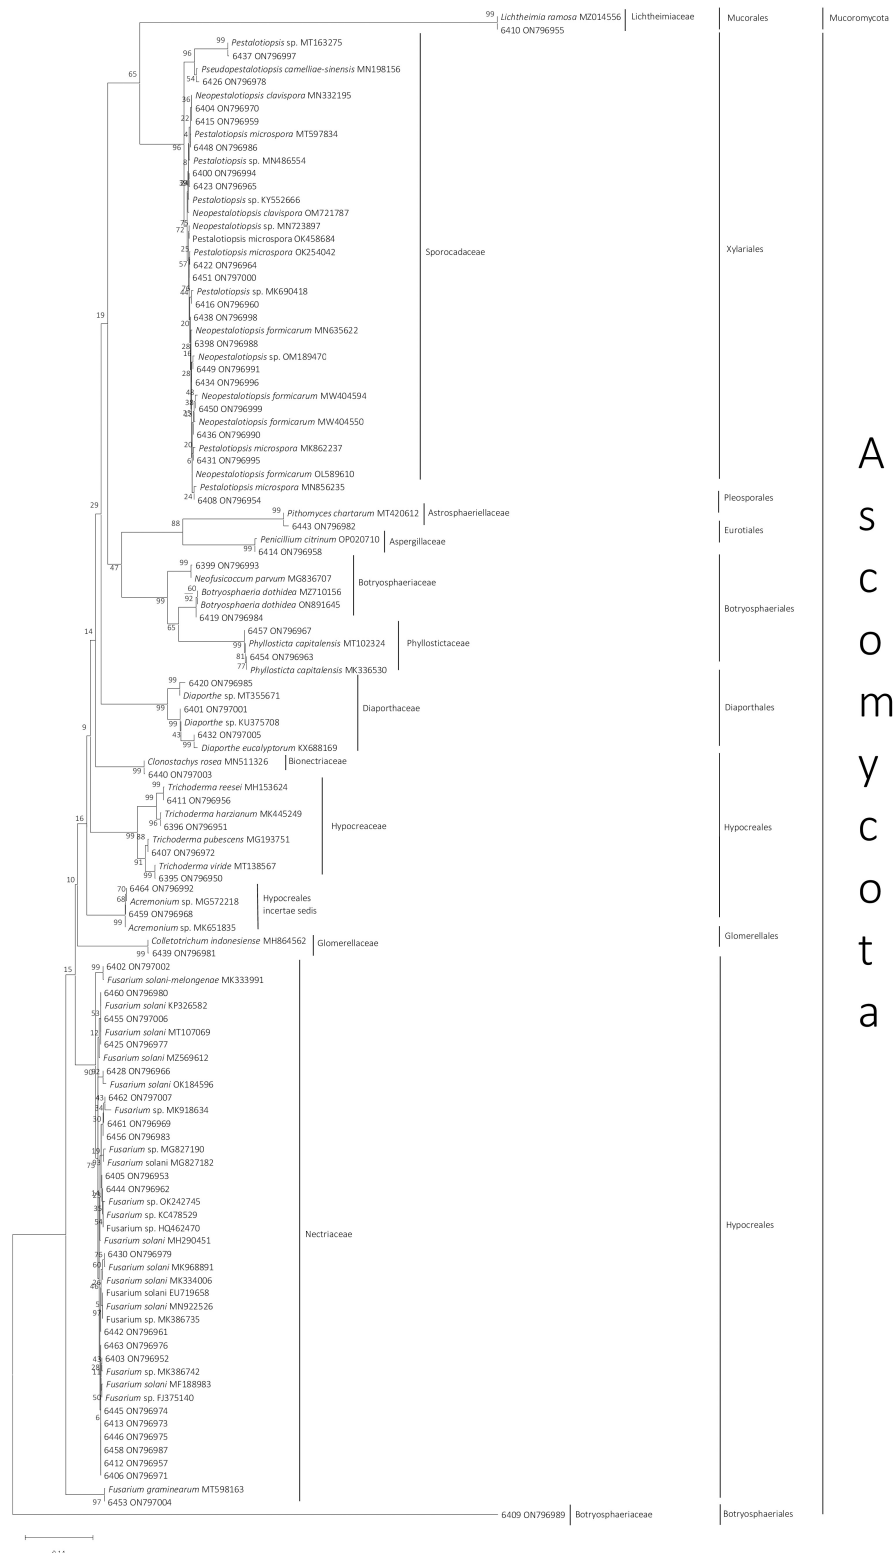 99 Lichtheimia ramosa MZ014556 Lichtheimiaceae Mucorales Mucoromycota
6410 ON796955
99 Pestalotiopsis sp. MT163275
96 6437 ON796997
65 Pseudopestalotiopsis camelliae-sinensis MN198156
54 6426 ON796978
36 Neopestalotiopsis clavispora MN332195
6404 ON796970
22 6415 ON796959
4 Pestalotiopsis microspora MT597834
96 6448 ON796986
8 Pestalotiopsis sp. MN486554
6400 ON796994
6423 ON796965
Pestalotiopsis sp. KY552666
Neopestalotiopsis clavispora OM721787
72 Neopestalotiopsis sp. MN723897
Pestalotiopsis microspora OK458684
25 Pestalotiopsis microspora OK254042 Sporocadaceae Xylariales
57 6422 ON796964
6451 ON797000
44 Pestalotiopsis sp. MK690418
6416 ON796960
19 6438 ON796998
20 Neopestalotiopsis formicarum MN635622
28 6398 ON796988
16 Neopestalotiopsis sp. OM189470
28 6449 ON796991
6434 ON796996
Neopestalotiopsis formicarum MW404594
6450 ON796999
Neopestalotiopsis formicarum MW404550
6436 ON796990
20 Pestalotiopsis microspora MK862237
6 6431 ON796995
Neopestalotiopsis formicarum OL589610
Pestalotiopsis microspora MN856235
24 6408 ON796954 Pleosporales
29 99 Pithomyces chartarum MT420612 Astrosphaeriellaceae
88 6443 ON796982
Penicillium citrinum OP020710 Aspergillaceae Eurotiales
99 6414 ON796958
47 99 6399 ON796993
Neofusicoccum parvum MG836707 Botryosphaeriaceae
60 Botryosphaeria dothidea MZ710156
99 92 Botryosphaeria dothidea ON891645 Botryosphaeriales
6419 ON796984
65 6457 ON796967
14 99 Phyllosticta capitalensis MT102324 Phyllostictaceae
81 6454 ON796963
77 Phyllosticta capitalensis MK336530
99 6420 ON796985
Diaporthe sp. MT355671
99 6401 ON797001 Diaporthaceae Diaporthales
99 Diaporthe sp. KU375708
9 43 6432 ON797005
99 Diaporthe eucalyptorum KX688169
Clonostachys rosea MN511326 Bionectriaceae
99 6440 ON797003
99 Trichoderma reesei MH153624
99 6411 ON796956
Trichoderma harzianum MK445249
16 96 6396 ON796951 Hypocreaceae Hypocreales
99 88 Trichoderma pubescens MG193751
6407 ON796972
91 Trichoderma viride MT138567
99 6395 ON796950
10 70 6464 ON796992
68 Acremonium sp. MG572218 Hypocreales
6459 ON796968 incertae sedis
99 Acremonium sp. MK651835
Colletotrichum indonesiense MH864562 Glomerellaceae Glomerellales
99 6439 ON796981
15 99 6402 ON797002
Fusarium solani-melongenae MK333991
6460 ON796980
Fusarium solani KP326582
53 6455 ON797006
12 Fusarium solani MT107069
6425 ON796977
Fusarium solani MZ569612
90 92 6428 ON796966
Fusarium solani OK184596
43 6462 ON797007
Fusarium sp. MK918634
30 6461 ON796969
6456 ON796983
19 Fusarium sp. MG827190
Fusarium solani MG827182
6405 ON796953
6444 ON796962
Fusarium sp. OK242745
Fusarium sp. KC478529
Fusarium sp. HQ462470 Nectriaceae Hypocreales
Fusarium solani MH290451
6430 ON796979
60 Fusarium solani MK968891
Fusarium solani MK334006
Fusarium solani EU719658
Fusarium solani MN922526
97 Fusarium sp. MK386735
6442 ON796961
6463 ON796976
43 6403 ON796952
Fusarium sp. MK386742
Fusarium solani MF188983
50 Fusarium sp. FJ375140
6445 ON796974
6 6413 ON796973
6446 ON796975
6458 ON796987
6412 ON796957
6406 ON796971
Fusarium graminearum MT598163
97 6453 ON797004
6409 ON796989 Botryosphaeriaceae Botryosphaeriales
Ascomycota